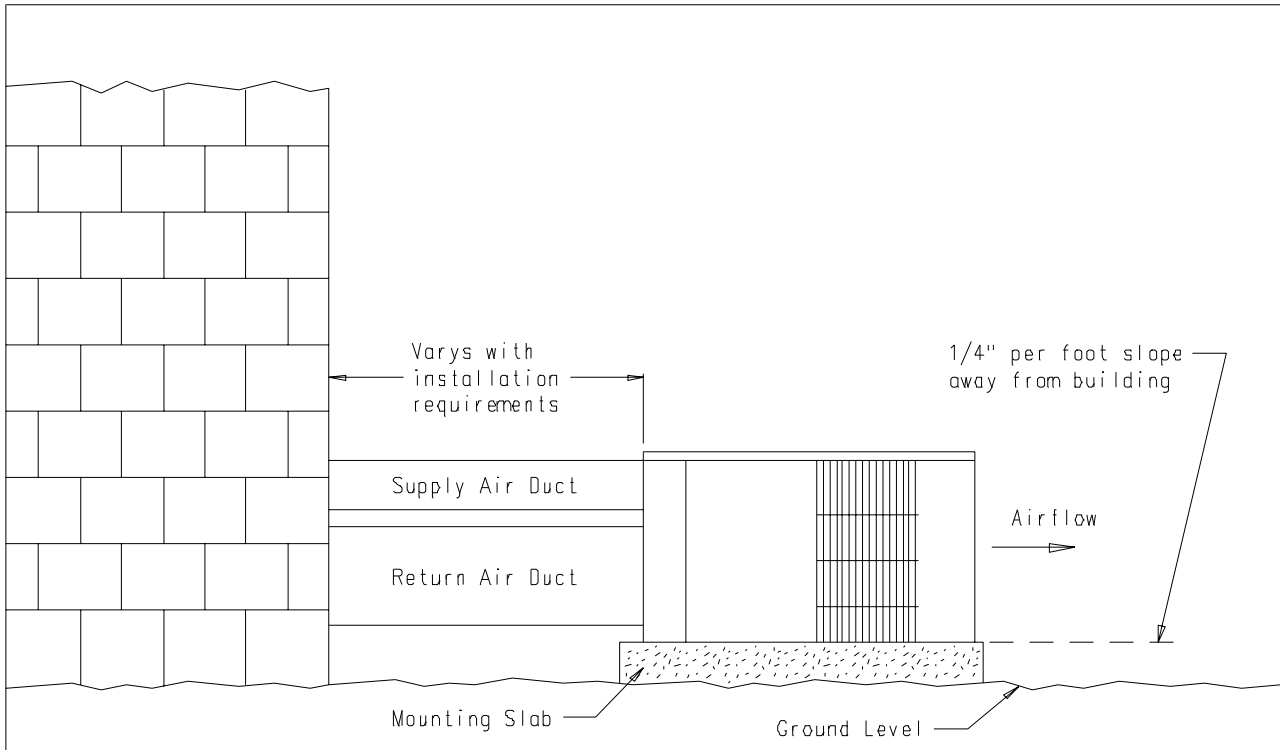 Varys with
installation
requirements
1/4" per foot slope
away from building
Supply Air Duct
Airflow
Return Air Duct
Mounting Slab
Ground Level